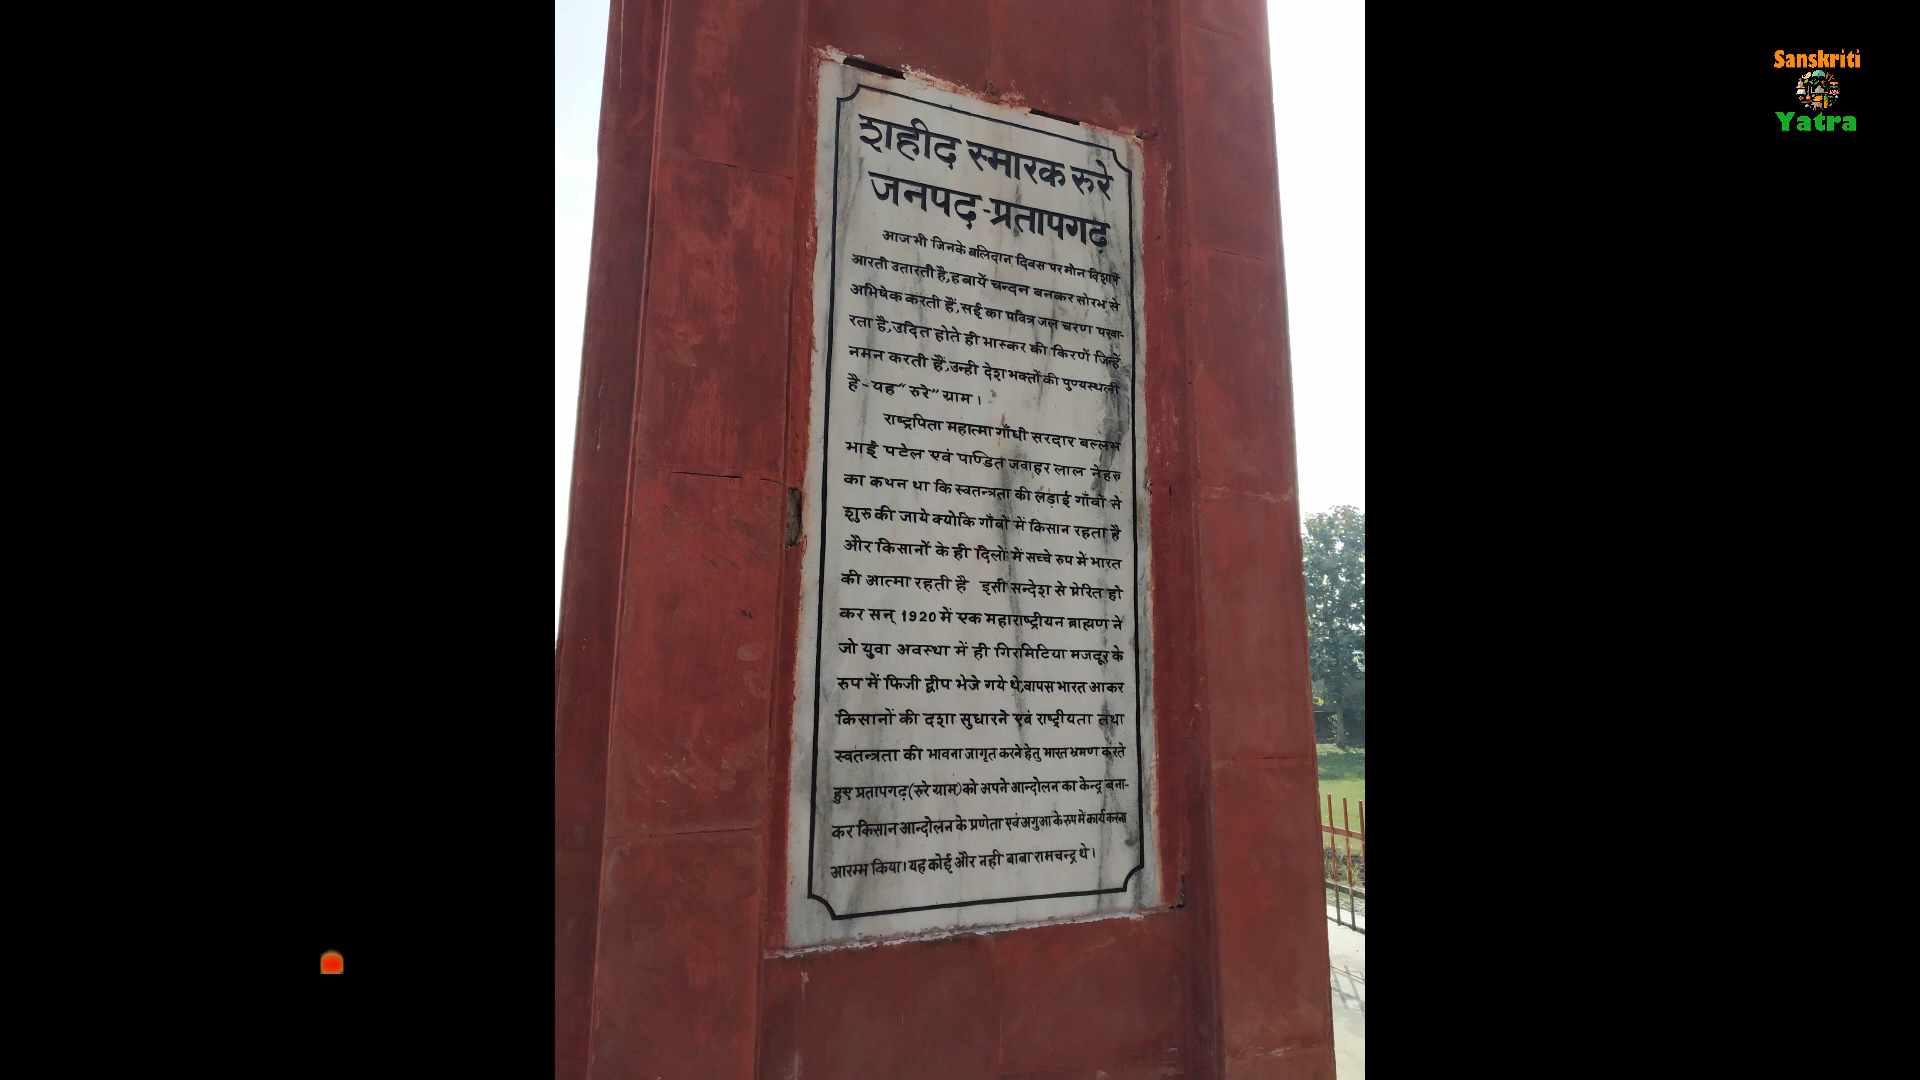 शहीद स्मारक रुरे
जनपद-प्रतापगढ़
आज भी जिनके बलिदान दिवस पर मौन दिशायें
आरती उतारती है,हवायें चन्दन बनकर सोरभ से
अभिषेक करती हैं,सई का पवित्र जल चरण पखा-
रता है,उदित होते ही भास्कर की किरणें जिन्हें
नमन करती हैं,उन्ही देश भक्तों की पुण्यस्थली
है-यह"रुरे"ग्राम।
राष्ट्रपिता महात्मा गाँधी सरदार बल्लभ
भाई पटेल एवं पाण्डित जवाहर लाल नेहरु
का कथन था कि स्वतन्त्रता की लड़ाई गाँवों से
शुरु की जाये क्योकि गाँवों में किसान रहता है
और किसानों के ही दिलों में सच्चे रुप में भारत
की आत्मा रहती है इसी सन्देश से प्रेरित हो
कर सन् 1920 में एक महाराष्ट्रीयन ब्राह्मण ने
जो युवा अवस्था में ही गिरमिटिया मजदूर के
रुप में फिजी द्वीप भेजे गये थे,वापस भारत आकर
किसानों की दशा सुधारने एवं राष्ट्रीयता तथा
स्वतन्त्रता की भावना जागृत करने हेतु भारत भ्रमण करते
हुए प्रतापगढ़(रुरे ग्राम)को अपने आन्दोलन का केन्द्र बना-
कर किसान आन्दोलन के प्रणेता एवं अगुआ के रुप में कार्य करना
आरम्भ किया।यह कोई और नही बाबा रामचन्द्र थे।
Sanskriti
Yatra